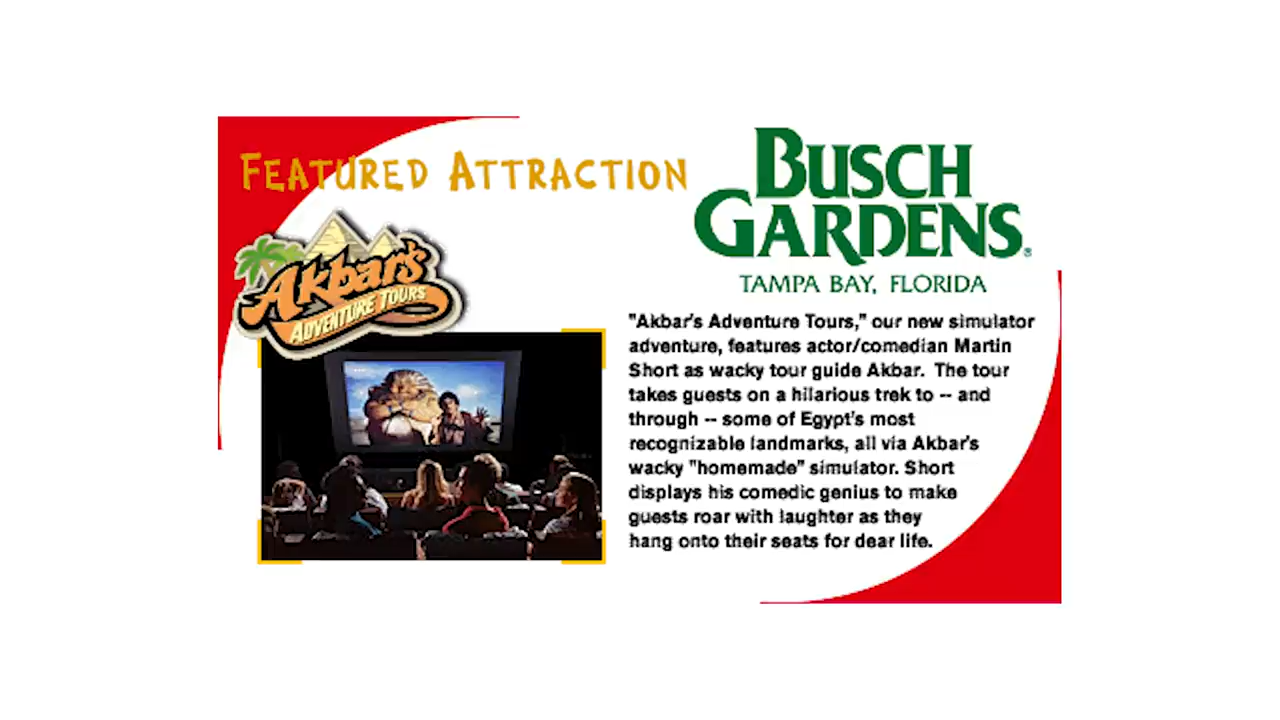 FEATURED ATTRACTION
BUSCH
GARDENS®
TAMPA BAY, FLORIDA
Akbar's
ADVENTURE TOURS
"Akbar's Adventure Tours," our new simulator
adventure, features actor/comedian Martin
Short as wacky tour guide Akbar. The tour
takes guests on a hilarious trek to -- and
through -- some of Egypt's most
recognizable landmarks, all via Akbar's
wacky "homemade" simulator. Short
displays his comedic genius to make
guests roar with laughter as they
hang onto their seats for dear life.